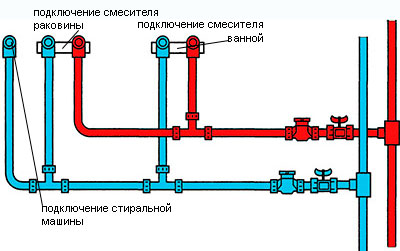 подключение смесителя
раковины
подключение смесителя
ванной
подключение стиральной
машины